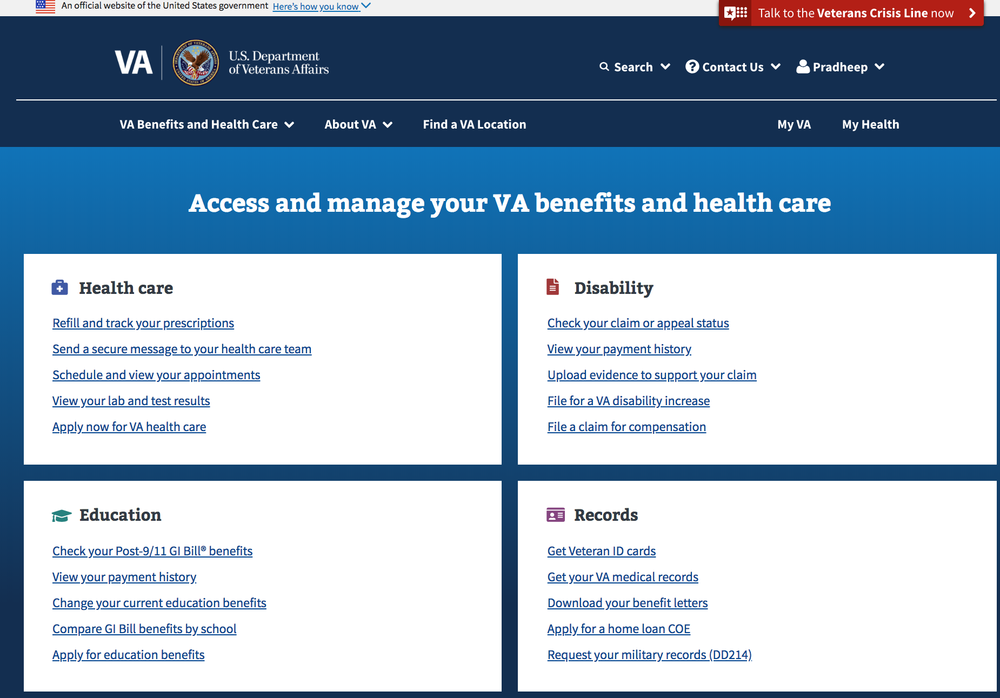 An official website of the United States government Here's how you know
Talk to the Veterans Crisis Line now
VA
U.S. Department
of Veterans Affairs
Search
Contact Us
Pradheep
VA Benefits and Health Care
About VA
Find a VA Location
My VA
My Health
Access and manage your VA benefits and health care
Health care
Refill and track your prescriptions
Send a secure message to your health care team
Schedule and view your appointments
View your lab and test results
Apply now for VA health care
Disability
Check your claim or appeal status
View your payment history
Upload evidence to support your claim
File for a VA disability increase
File a claim for compensation
Education
Check your Post-9/11 GI Bill® benefits
View your payment history
Change your current education benefits
Compare GI Bill benefits by school
Apply for education benefits
Records
Get Veteran ID cards
Get your VA medical records
Download your benefit letters
Apply for a home loan COE
Request your military records (DD214)